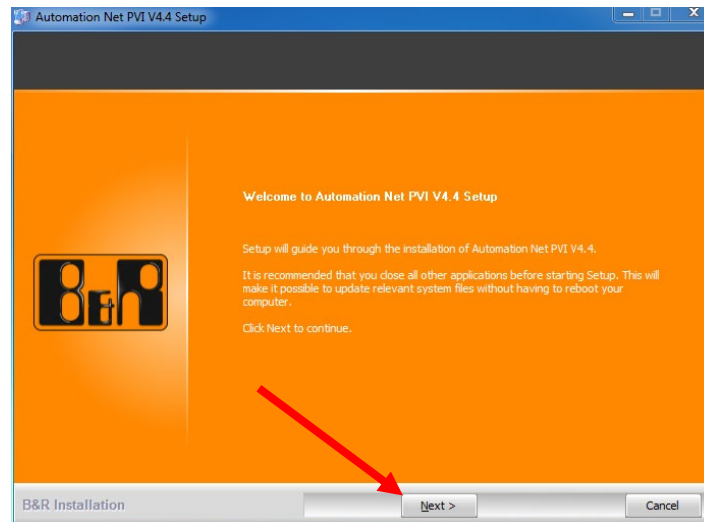 Automation Net PVI V4.4 Setup
X
Welcome to Automation Net PVI V4.4 Setup
Setup will guide you through the installation of Automation Net PVI V4.4.
It is recommended that you close all other applications before starting Setup. This will
make it possible to update relevant system files without having to reboot your
computer.
Click Next to continue.
B&R
B&R Installation
Next >
Cancel